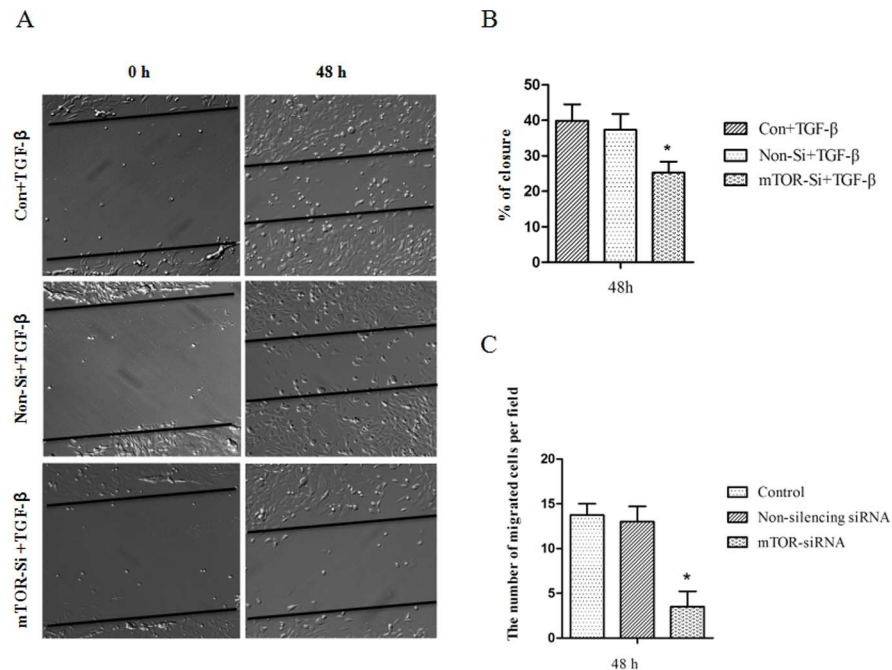 A
0 h
48 h
Con+TGF-β
Non-Si+TGF-β
mTOR-Si +TGF-β
B
% of closure
50
40
30
20
10
0
*
48h
Con+TGF-β
Non-Si+TGF-β
mTOR-Si+TGF-β
C
The number of migrated cells per field
20
15
10
5
0
*
48 h
Control
Non-silencing siRNA
mTOR-siRNA